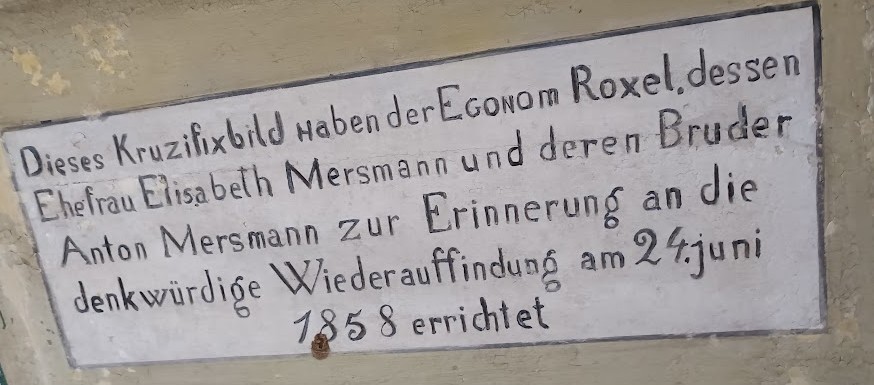 Dieses Kruzifixbild Haben der Econom Roxel, dessen
Ehefrau Elisabeth Mersmann und deren Bruder
Anton Mersmann zur Erinnerung an die
denkwürdige Wiederauffindung am 24. juni
1858 errichtet